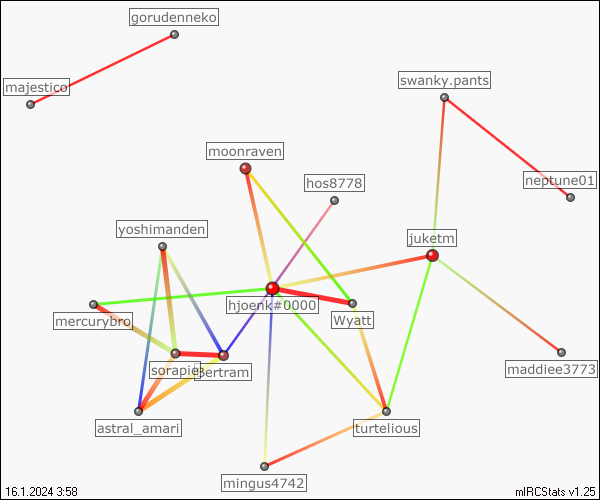 gorudenneko
majestico
swanky.pants
moonraven
hos8778
neptune01
yoshimanden
juketm
hjoenk#0000
mercurybro
Wyatt
sorapie
maddiee3773
astral_amari
turtelious
mingus4742
16.1.2024 3:58
mIRCStats v1.25